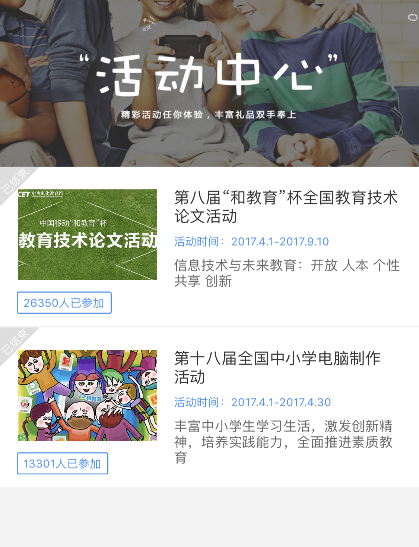 “活动中心”
精彩活动任你体验，丰富礼品双手奉上
已结束
中国移动“和教育”杯
教育技术论文活动
第八届“和教育”杯全国教育技术
论文活动
活动时间：2017.4.1-2017.9.10
信息技术与未来教育：开放 人本 个性
共享 创新
26350人已参加
已结束
第十八届全国中小学电脑制作
活动
活动时间：2017.4.1-2017.4.30
丰富中小学生学习生活，激发创新精
神，培养实践能力，全面推进素质教
育
13301人已参加